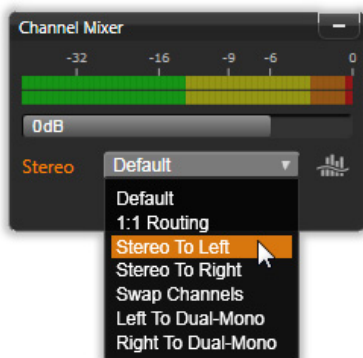 Channel Mixer
-32 -16 -9 -6 0
0dB
Stereo Default
Default
1:1 Routing
Stereo To Left
Stereo To Right
Swap Channels
Left To Dual-Mono
Right To Dual-Mono